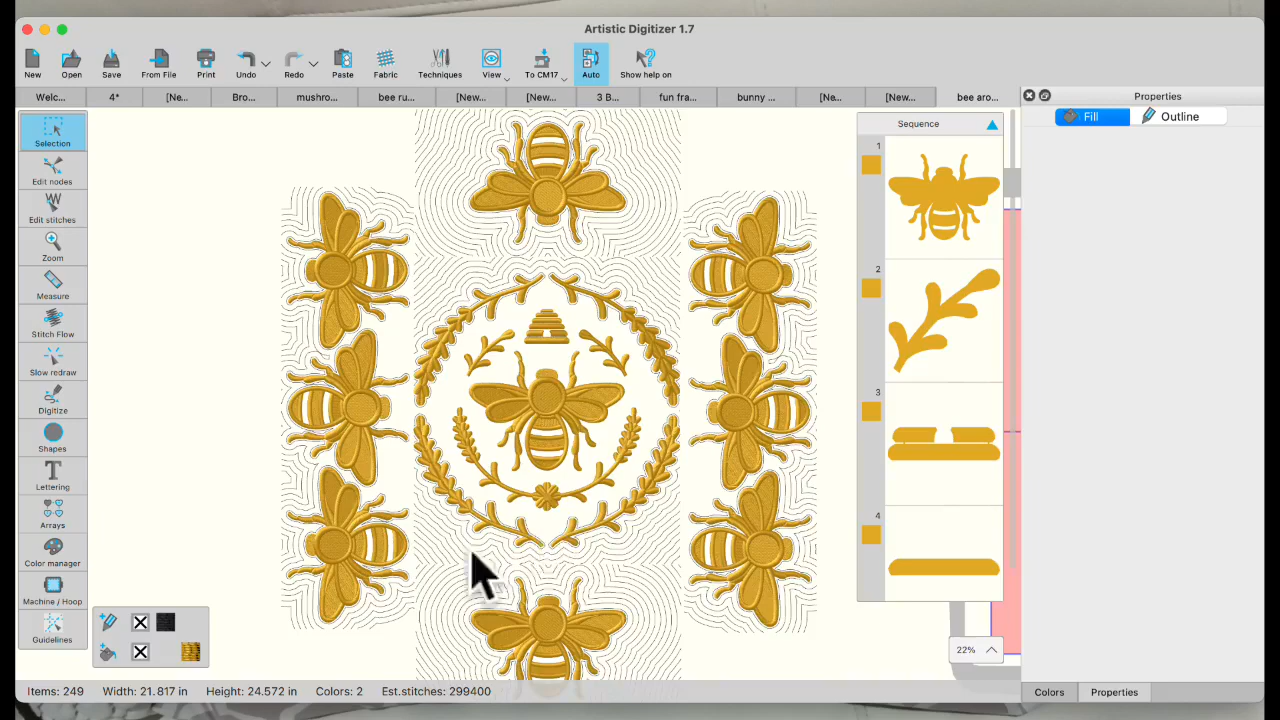 Artistic Digitizer 1.7
New Open Save From File Print Undo Redo Paste Fabric Techniques View To CM17 Auto Show help on
Welc... 4* [Ne... Bro... mushro... bee ru... [New... [New... 3 B... fun fra... bunny ... [Ne... [New... bee aro...
Properties
Fill Outline
Selection
Edit nodes
Edit stitches
Zoom
Measure
Stitch Flow
Slow redraw
Digitize
Shapes
Lettering
Arrays
Color manager
Machine / Hoop
Guidelines
Sequence
1
2
3
4
22%
Items: 249 Width: 21.817 in Height: 24.572 in Colors: 2 Est.stitches: 299400
Colors Properties